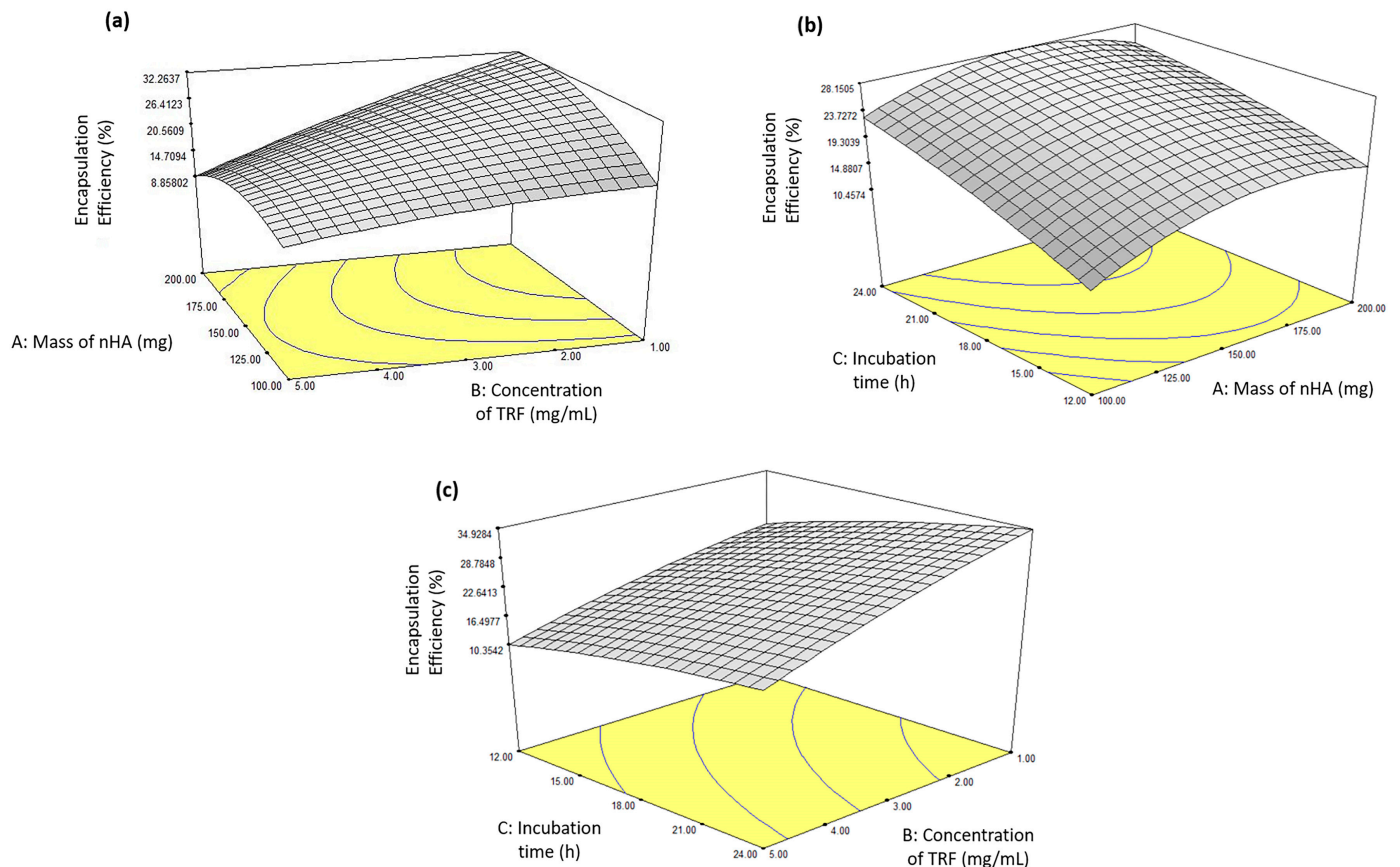 (a)
32.2637
26.4123
20.5609
14.7094
8.85802
Encapsulation
Efficiency (%)
200.00
175.00
150.00
125.00
100.00
A: Mass of nHA (mg)
5.00
4.00
3.00
2.00
1.00
B: Concentration
of TRF (mg/mL)
(b)
28.1505
23.7272
19.3039
14.8807
10.4574
Encapsulation
Efficiency (%)
24.00
21.00
18.00
15.00
12.00
C: Incubation
time (h)
100.00
125.00
150.00
175.00
200.00
A: Mass of nHA (mg)
(c)
34.9284
28.7848
22.6413
16.4977
10.3542
Encapsulation
Efficiency (%)
12.00
15.00
18.00
21.00
24.00
C: Incubation
time (h)
5.00
4.00
3.00
2.00
1.00
B: Concentration
of TRF (mg/mL)